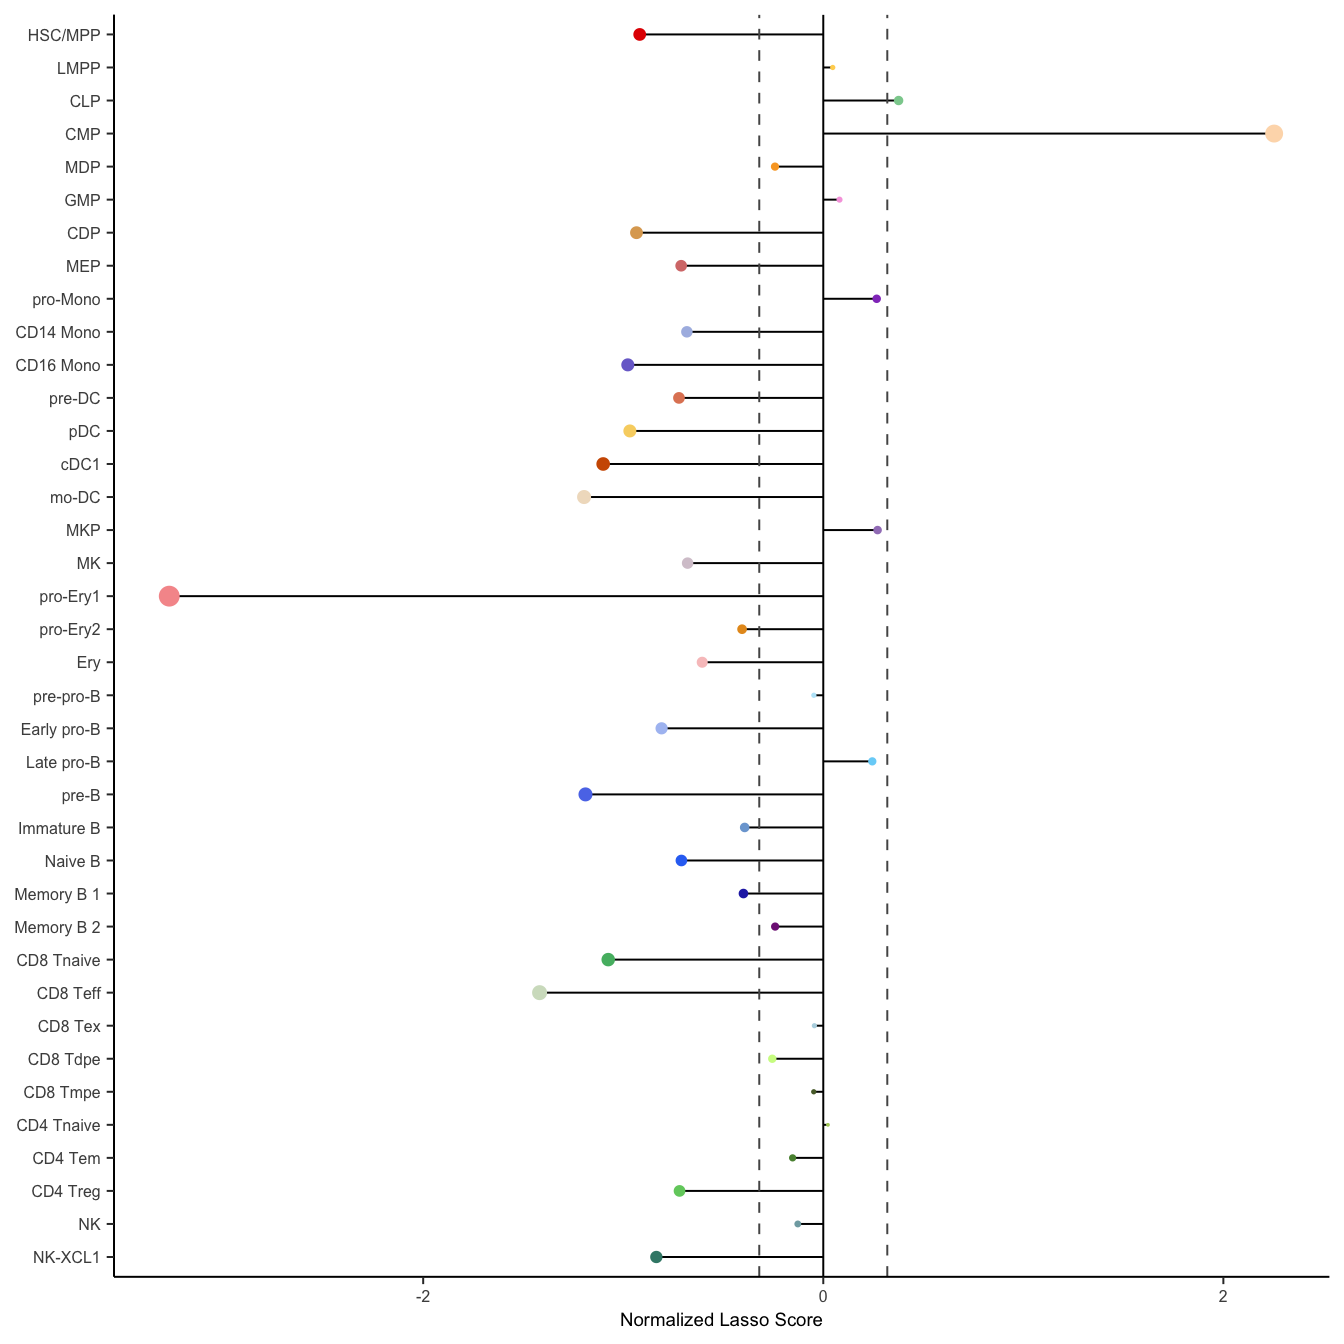 HSC/MPP
LMPP
CLP
CMP
MDP
GMP
CDP
MEP
pro-Mono
CD14 Mono
CD16 Mono
pre-DC
pDC
cDC1
mo-DC
MKP
MK
pro-Ery1
pro-Ery2
Ery
pre-pro-B
Early pro-B
Late pro-B
pre-B
Immature B
Naive B
Memory B 1
Memory B 2
CD8 Tnaive
CD8 Teff
CD8 Tex
CD8 Tdpe
CD8 Tmpe
CD4 Tnaive
CD4 Tem
CD4 Treg
NK
NK-XCL1
-2 0 2
Normalized Lasso Score